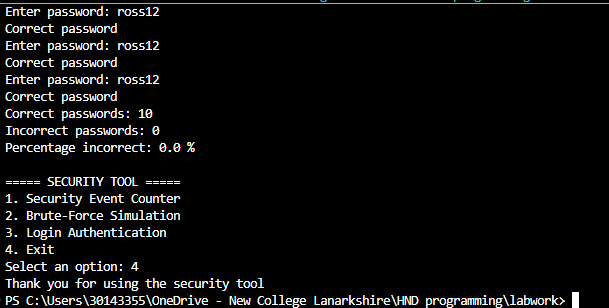 Enter password: ross12
Correct password
Enter password: ross12
Correct password
Enter password: ross12
Correct password
Correct passwords: 10
Incorrect passwords: 0
Percentage incorrect: 0.0 %
===== SECURITY TOOL =====
1. Security Event Counter
2. Brute-Force Simulation
3. Login Authentication
4. Exit
Select an option: 4
Thank you for using the security tool
PS C:\Users\30143355\OneDrive - New College Lanarkshire\HND programming\labwork>